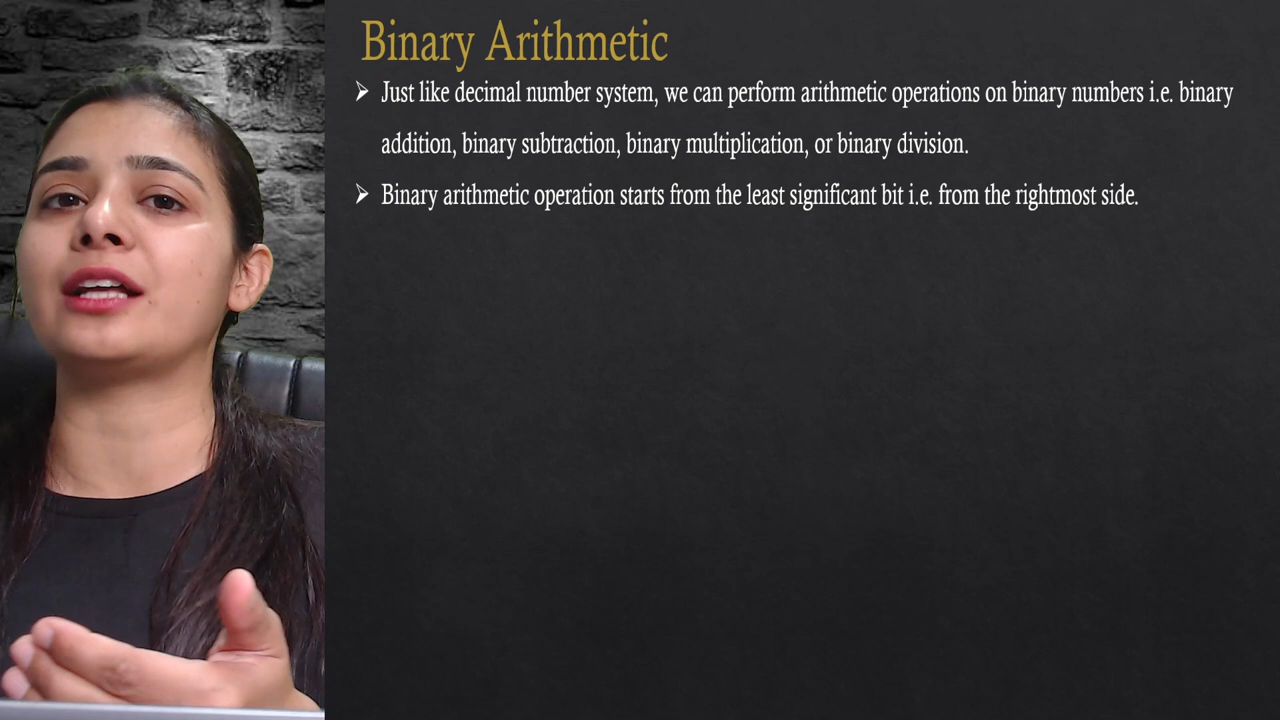 Binary Arithmetic
➢ Just like decimal number system, we can perform arithmetic operations on binary numbers i.e. binary
addition, binary subtraction, binary multiplication, or binary division.
➢ Binary arithmetic operation starts from the least significant bit i.e. from the rightmost side.